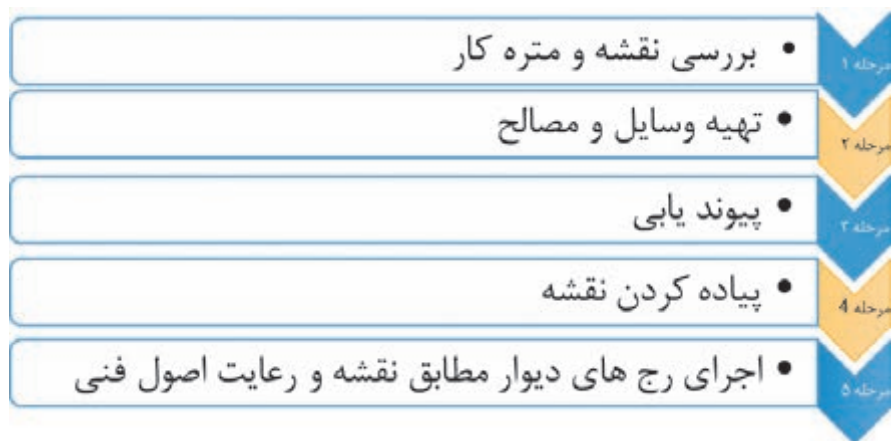 مرحله ۱
• بررسی نقشه و متره کار
مرحله ۲
• تهیه وسایل و مصالح
مرحله ۳
• پیوند یابی
مرحله 4
• پیاده کردن نقشه
مرحله ۵
• اجرای رج های دیوار مطابق نقشه و رعایت اصول فنی